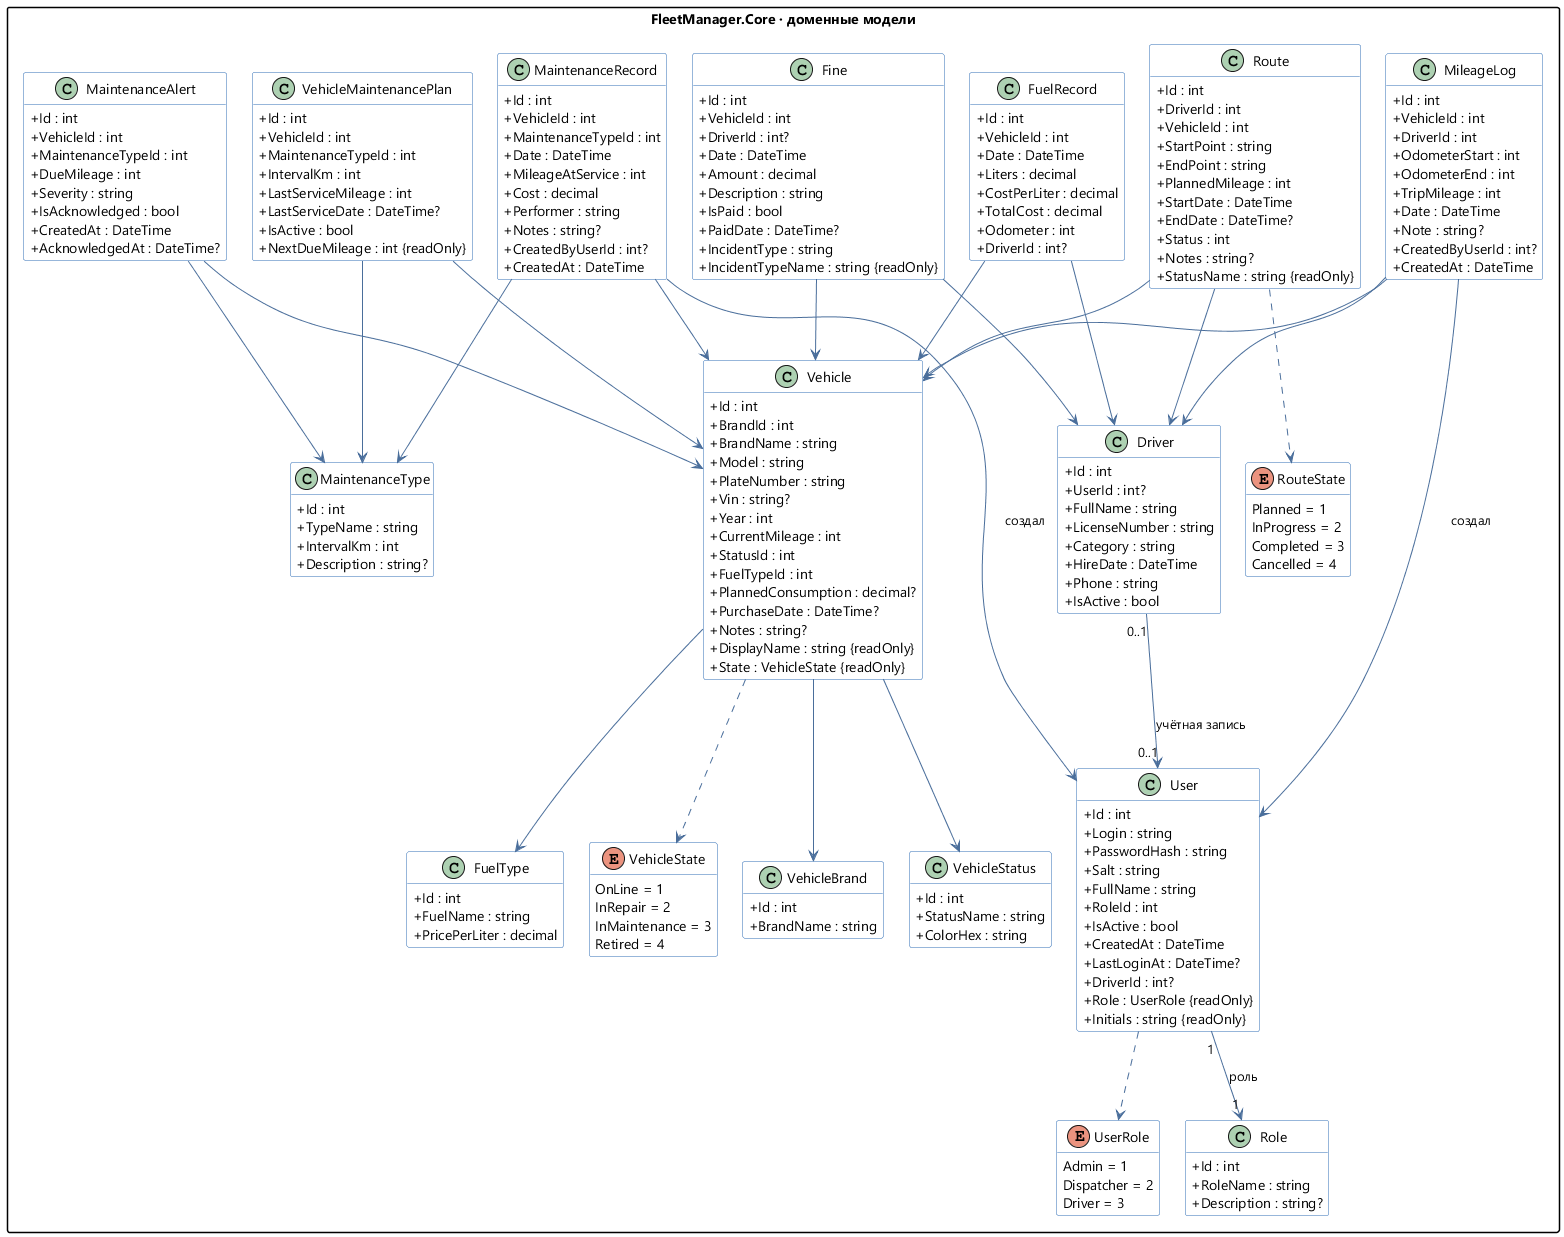 FleetManager.Core · доменные модели
MaintenanceAlert
+Id : int
+VehicleId : int
+MaintenanceTypeId : int
+DueMileage : int
+Severity : string
+IsAcknowledged : bool
+CreatedAt : DateTime
+AcknowledgedAt : DateTime?
VehicleMaintenancePlan
+Id : int
+VehicleId : int
+MaintenanceTypeId : int
+IntervalKm : int
+LastServiceMileage : int
+LastServiceDate : DateTime?
+IsActive : bool
+NextDueMileage : int {readOnly}
MaintenanceRecord
+Id : int
+VehicleId : int
+MaintenanceTypeId : int
+Date : DateTime
+MileageAtService : int
+Cost : decimal
+Performer : string
+Notes : string?
+CreatedByUserId : int?
+CreatedAt : DateTime
Fine
+Id : int
+VehicleId : int
+DriverId : int?
+Date : DateTime
+Amount : decimal
+Description : string
+IsPaid : bool
+PaidDate : DateTime?
+IncidentType : string
+IncidentTypeName : string {readOnly}
FuelRecord
+Id : int
+VehicleId : int
+Date : DateTime
+Liters : decimal
+CostPerLiter : decimal
+TotalCost : decimal
+Odometer : int
+DriverId : int?
Route
+Id : int
+DriverId : int
+VehicleId : int
+StartPoint : string
+EndPoint : string
+PlannedMileage : int
+StartDate : DateTime
+EndDate : DateTime?
+Status : int
+Notes : string?
+StatusName : string {readOnly}
MileageLog
+Id : int
+VehicleId : int
+DriverId : int
+OdometerStart : int
+OdometerEnd : int
+TripMileage : int
+Date : DateTime
+Note : string?
+CreatedByUserId : int?
+CreatedAt : DateTime
MaintenanceType
+Id : int
+TypeName : string
+IntervalKm : int
+Description : string?
Vehicle
+Id : int
+BrandId : int
+BrandName : string
+Model : string
+PlateNumber : string
+Vin : string?
+Year : int
+CurrentMileage : int
+StatusId : int
+FuelTypeId : int
+PlannedConsumption : decimal?
+PurchaseDate : DateTime?
+Notes : string?
+DisplayName : string {readOnly}
+State : VehicleState {readOnly}
создал
Driver
+Id : int
+UserId : int?
+FullName : string
+LicenseNumber : string
+Category : string
+HireDate : DateTime
+Phone : string
+IsActive : bool
RouteState
Planned = 1
InProgress = 2
Completed = 3
Cancelled = 4
создал
0..1
учётная запись
0..1
FuelType
+Id : int
+FuelName : string
+PricePerLiter : decimal
VehicleState
OnLine = 1
InRepair = 2
InMaintenance = 3
Retired = 4
VehicleBrand
+Id : int
+BrandName : string
VehicleStatus
+Id : int
+StatusName : string
+ColorHex : string
User
+Id : int
+Login : string
+PasswordHash : string
+Salt : string
+FullName : string
+RoleId : int
+IsActive : bool
+CreatedAt : DateTime
+LastLoginAt : DateTime?
+DriverId : int?
+Role : UserRole {readOnly}
+Initials : string {readOnly}
1
роль
1
UserRole
Admin = 1
Dispatcher = 2
Driver = 3
Role
+Id : int
+RoleName : string
+Description : string?